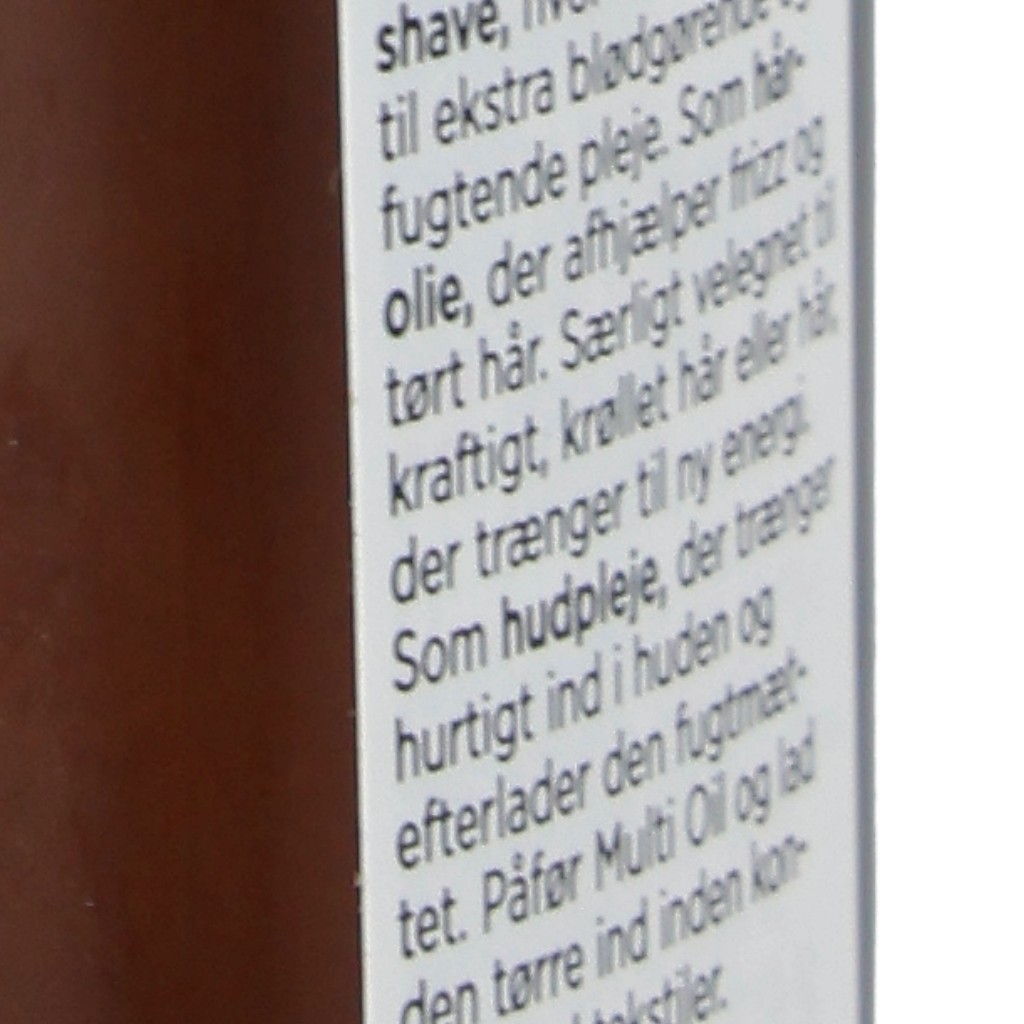 shave,
til ekstra blødgørende
fugtende pleje. Som hår-
olie, der afhjælper frizz og
tørt hår. Særligt velegnet til
kraftigt, krøllet hår eller hår,
der trænger til ny energi.
Som hudpleje, der trænger
hurtigt ind i huden og
efterlader den fugtmæt-
tet. Påfør Multi Oil og lad
den tørre ind inden kon-
tekstiler.